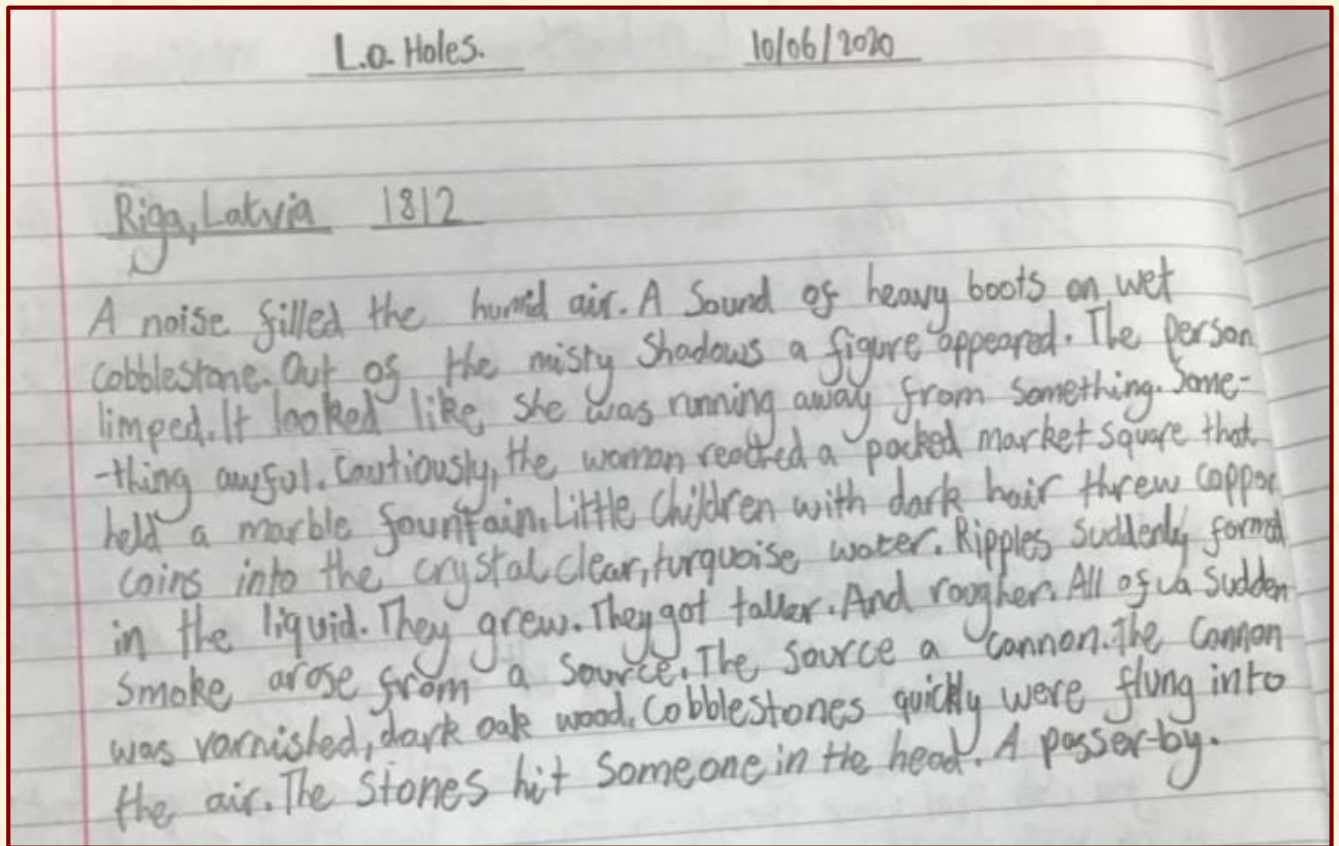 L.O. Holes. 10/06/2020
Riga, Latvia 1812
A noise filled the humid air. A Sound of heavy boots on wet
cobblestone. Out of the misty Shadows a figure appeared. The person
limped. It looked like she was running away from something. Some-
-thing awful. Cautiously, the woman reached a packed market square that
held a marble fountain. Little children with dark hair threw coppor
coins into the crystal clear, turquoise water. Ripples Suddenly formed
in the liquid. They grew. They got taller. And rougher. All of a Sudden
Smoke arose from a Source. The source a cannon. The cannon
was varnished, dark oak wood. Cobblestones quickly were flung into
the air. The Stones hit Someone in the head. A passer-by.